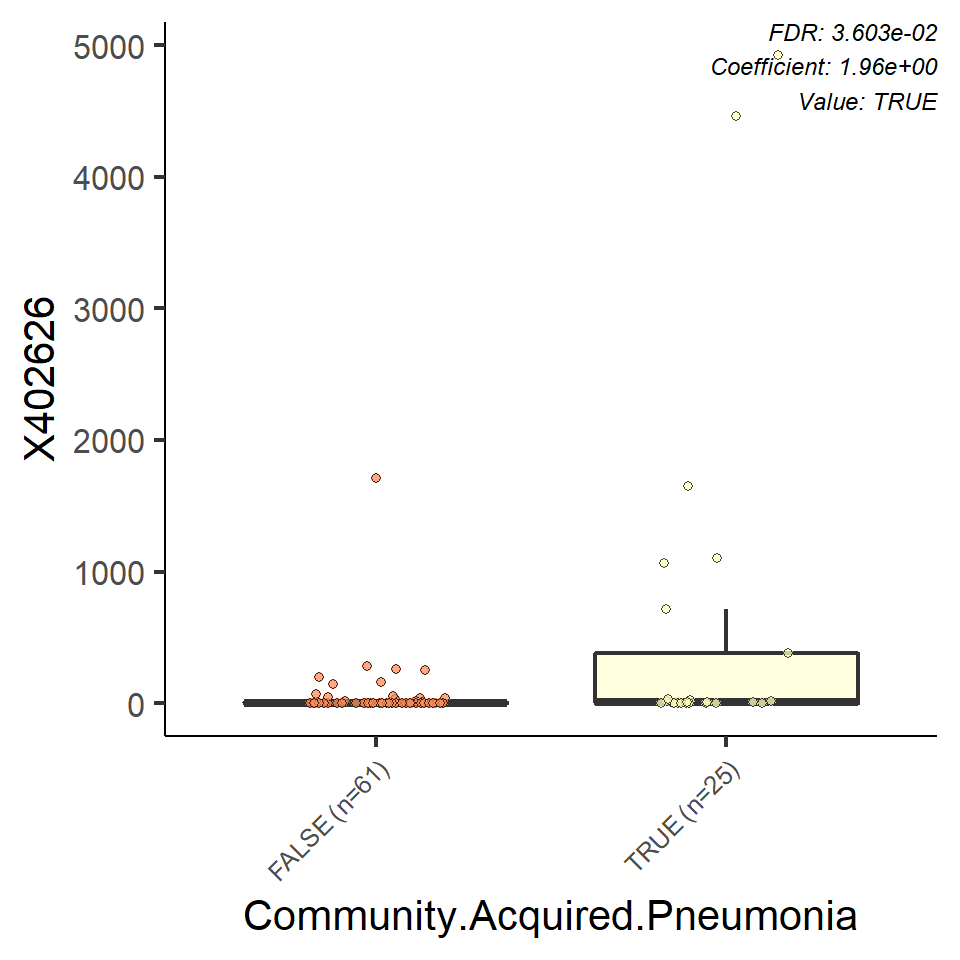 FDR: 3.603e-02
Coefficient: 1.96e+00
Value: TRUE
5000
4000
3000
2000
1000
0
X402626
FALSE (n=61)
TRUE (n=25)
Community.Acquired.Pneumonia